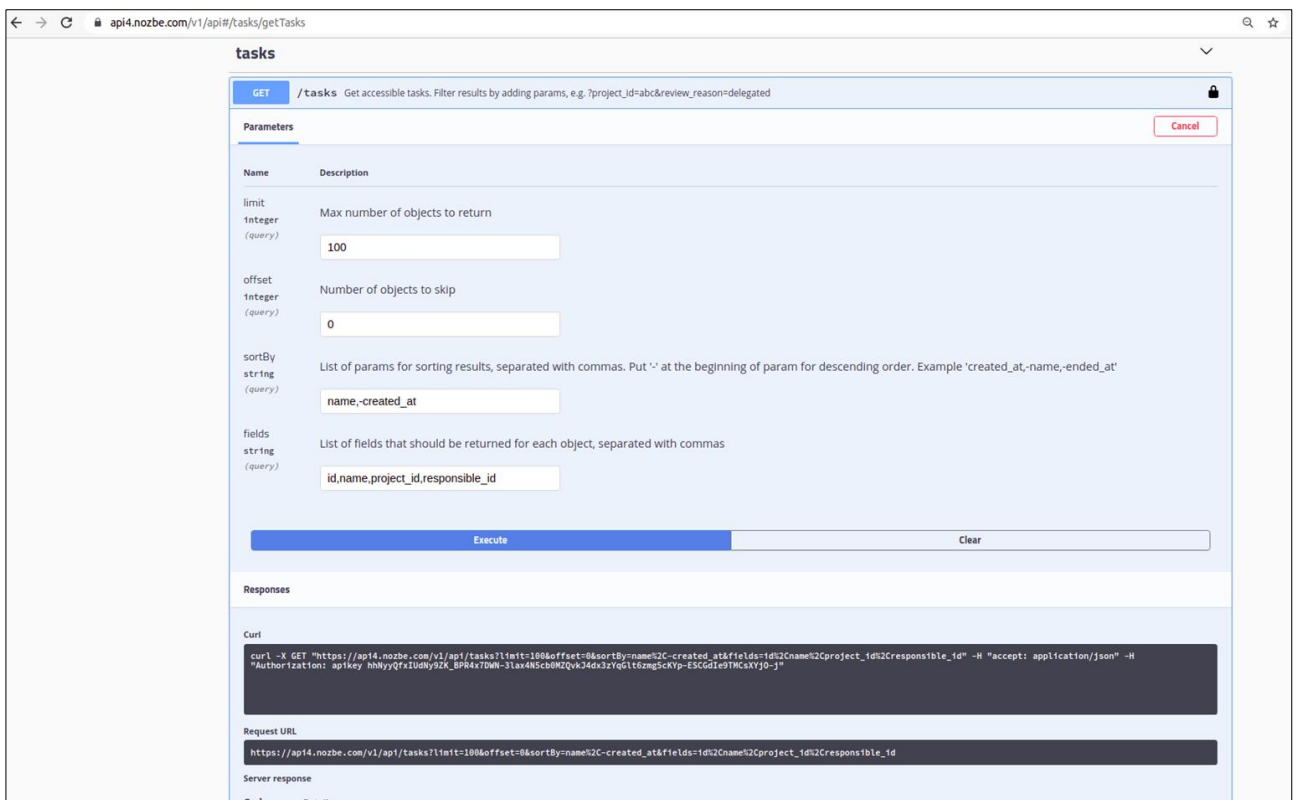 api4.nozbe.com/v1/api#/tasks/getTasks
tasks
GET /tasks Get accessible tasks. Filter results by adding params, e.g. ?project_id=abc&review_reason=delegated
Parameters Cancel
Name Description
limit
integer
(query)
Max number of objects to return
100
offset
integer
(query)
Number of objects to skip
0
sortBy
string
(query)
List of params for sorting results, separated with commas. Put '-' at the beginning of param for descending order. Example 'created_at,-name,-ended_at'
name,-created_at
fields
string
(query)
List of fields that should be returned for each object, separated with commas
id,name,project_id,responsible_id
Execute Clear
Responses
Curl
curl -X GET "https://api4.nozbe.com/v1/api/tasks?limit=100&offset=0&sortBy=name%2C-created_at&fields=id%2Cname%2Cproject_id%2Cresponsible_id" -H "accept: application/json" -H
"Authorization: apikey
Request URL
https://api4.nozbe.com/v1/api/tasks?limit=100&offset=0&sortBy=name%2C-created_at&fields=id%2Cname%2Cproject_id%2Cresponsible_id
Server response